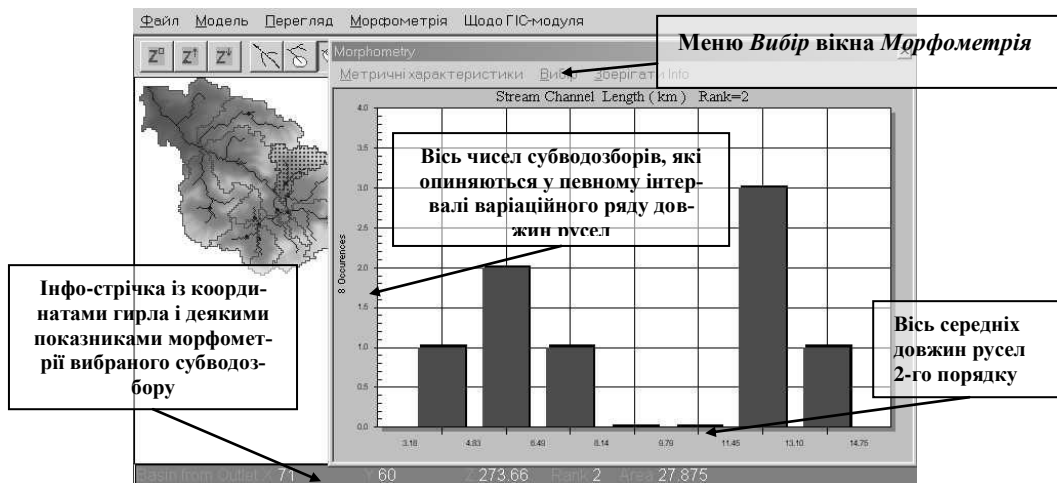 Файл Модель Перегляд Морфометрія Щодо ГІС-модуля
Меню Вибір вікна Морфометрія
Morphometry
Метричні характеристики Вибір Зберігати Info
Stream Channel Length ( km ) Rank=2
4.0
3.5
3.0
2.5
2.0
1.5
1.0
0.5
0.0
8 Occurences
Вісь чисел субводозборів, які
опиняються у певному інтер-
валі варіаційного ряду дов-
жин русел
Інфо-стрічка із коорди-
натами гирла і деякими
показниками морфомет-
рії вибраного субводоз-
бору
Вісь середніх
довжин русел
2-го порядку
3.18 4.83 6.49 8.14 9.79 11.45 13.10 14.75
Basin from Outlet X 71 Y 60 Z 273.66 Rank 2 Area 27.875